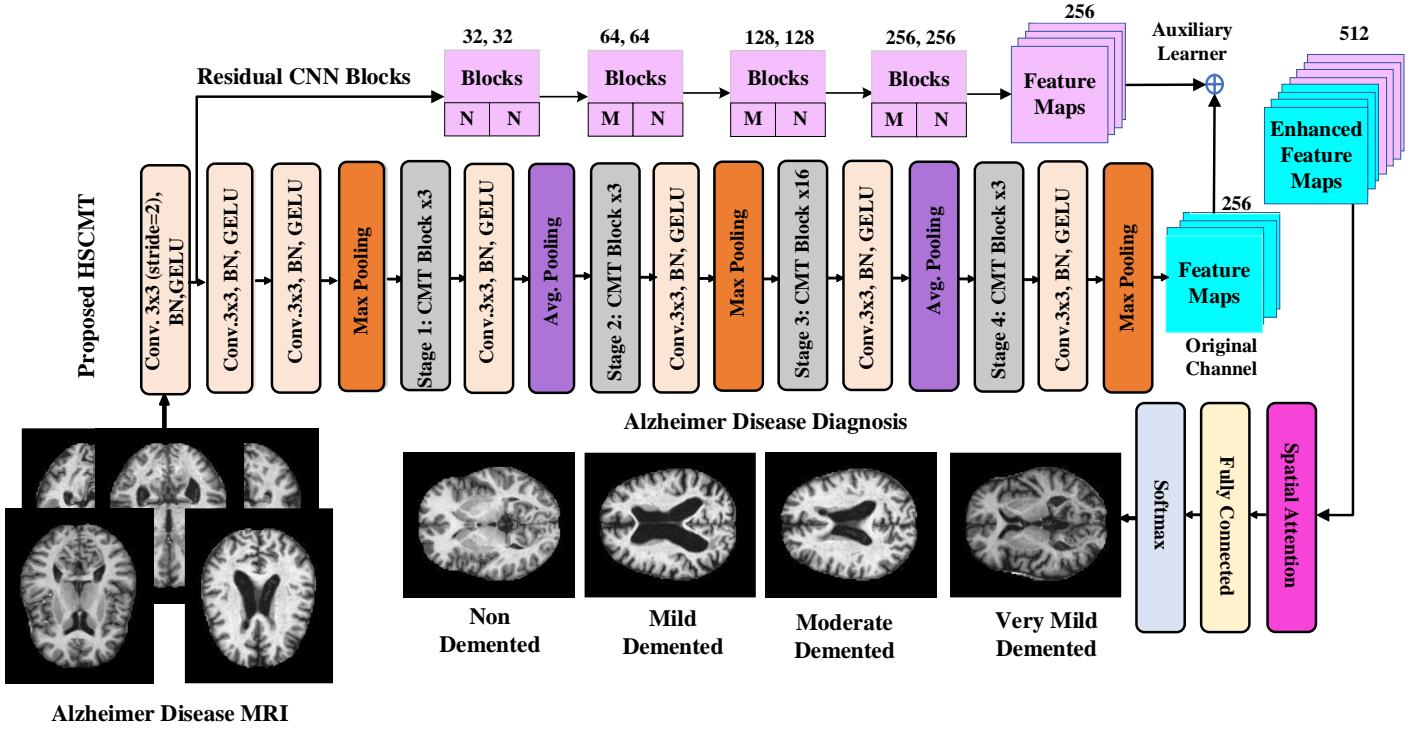 256
Auxiliary
Learner
512
32, 32
64, 64
128, 128
256, 256
Residual CNN Blocks
Blocks
N N
Blocks
M N
Blocks
M N
Blocks
M N
Feature
Maps
Enhanced
Feature
Maps
Proposed HSCMT
Conv. 3x3 (stride=2),
BN,GELU
Conv.3x3, BN, GELU
Conv.3x3, BN, GELU
Max Pooling
Stage 1: CMT Block x3
Conv.3x3, BN, GELU
Avg. Pooling
Stage 2: CMT Block x3
Conv.3x3, BN, GELU
Max Pooling
Stage 3: CMT Block x16
Conv.3x3, BN, GELU
Avg. Pooling
Stage 4: CMT Block x3
Conv.3x3, BN, GELU
Max Pooling
256
Feature
Maps
Original
Channel
Alzheimer Disease Diagnosis
Softmax
Fully Connected
Spatial Attention
Non
Demented
Mild
Demented
Moderate
Demented
Very Mild
Demented
Alzheimer Disease MRI